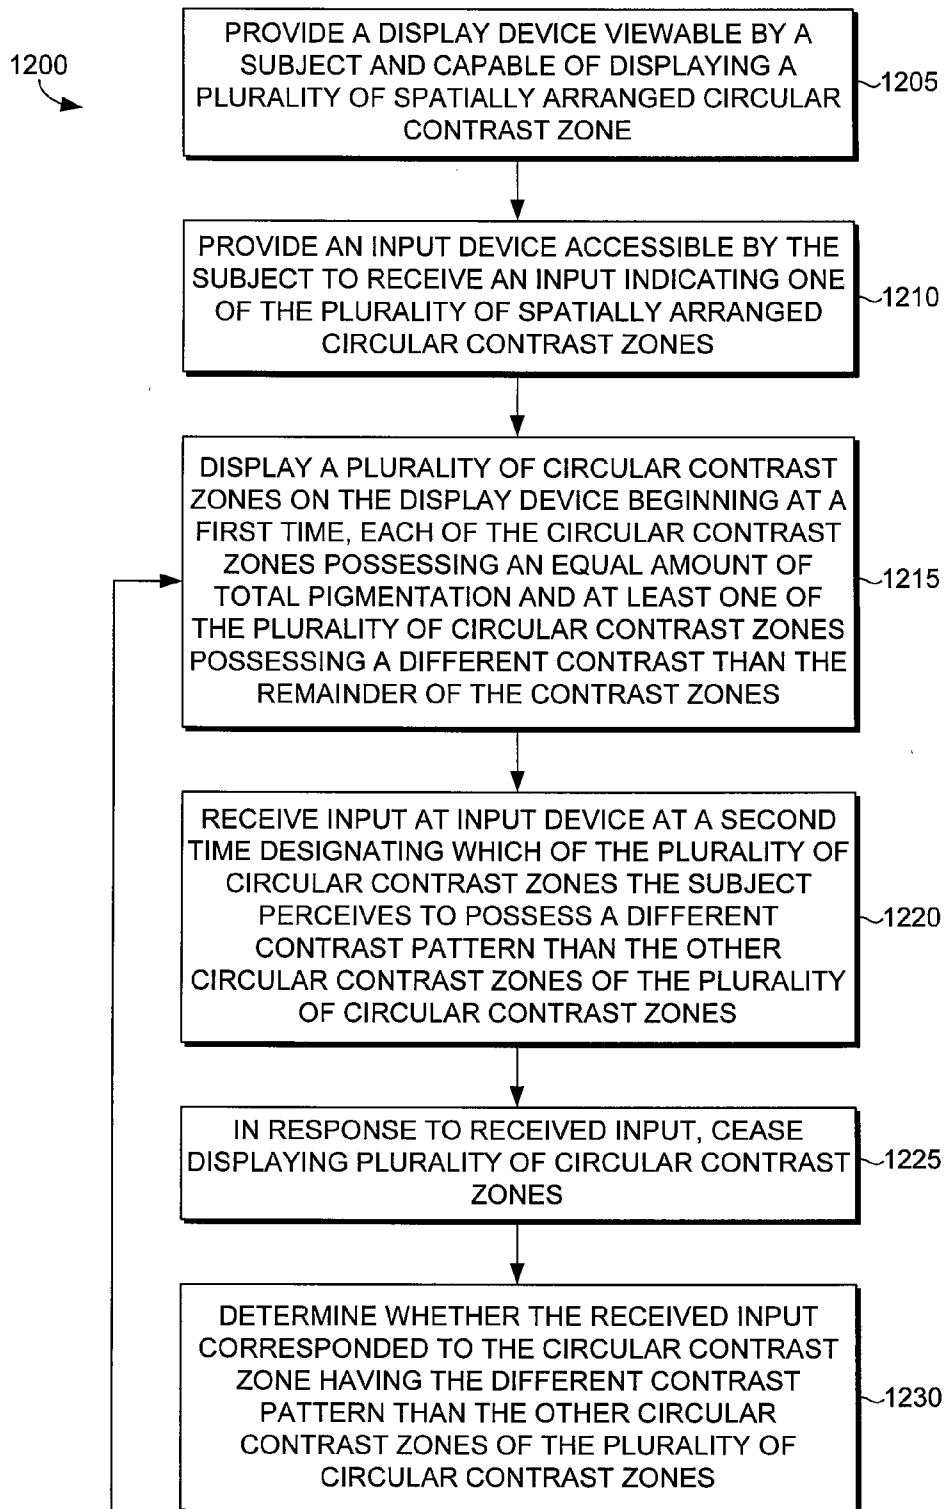 1200
PROVIDE A DISPLAY DEVICE VIEWABLE BY A
SUBJECT AND CAPABLE OF DISPLAYING A
PLURALITY OF SPATIALLY ARRANGED CIRCULAR
CONTRAST ZONE
1205
PROVIDE AN INPUT DEVICE ACCESSIBLE BY THE
SUBJECT TO RECEIVE AN INPUT INDICATING ONE
OF THE PLURALITY OF SPATIALLY ARRANGED
CIRCULAR CONTRAST ZONES
1210
DISPLAY A PLURALITY OF CIRCULAR CONTRAST
ZONES ON THE DISPLAY DEVICE BEGINNING AT A
FIRST TIME, EACH OF THE CIRCULAR CONTRAST
ZONES POSSESSING AN EQUAL AMOUNT OF
TOTAL PIGMENTATION AND AT LEAST ONE OF
THE PLURALITY OF CIRCULAR CONTRAST ZONES
POSSESSING A DIFFERENT CONTRAST THAN THE
REMAINDER OF THE CONTRAST ZONES
1215
RECEIVE INPUT AT INPUT DEVICE AT A SECOND
TIME DESIGNATING WHICH OF THE PLURALITY OF
CIRCULAR CONTRAST ZONES THE SUBJECT
PERCEIVES TO POSSESS A DIFFERENT
CONTRAST PATTERN THAN THE OTHER
CIRCULAR CONTRAST ZONES OF THE PLURALITY
OF CIRCULAR CONTRAST ZONES
1220
IN RESPONSE TO RECEIVED INPUT, CEASE
DISPLAYING PLURALITY OF CIRCULAR CONTRAST
ZONES
1225
DETERMINE WHETHER THE RECEIVED INPUT
CORRESPONDED TO THE CIRCULAR CONTRAST
ZONE HAVING THE DIFFERENT CONTRAST
PATTERN THAN THE OTHER CIRCULAR
CONTRAST ZONES OF THE PLURALITY OF
CIRCULAR CONTRAST ZONES
1230